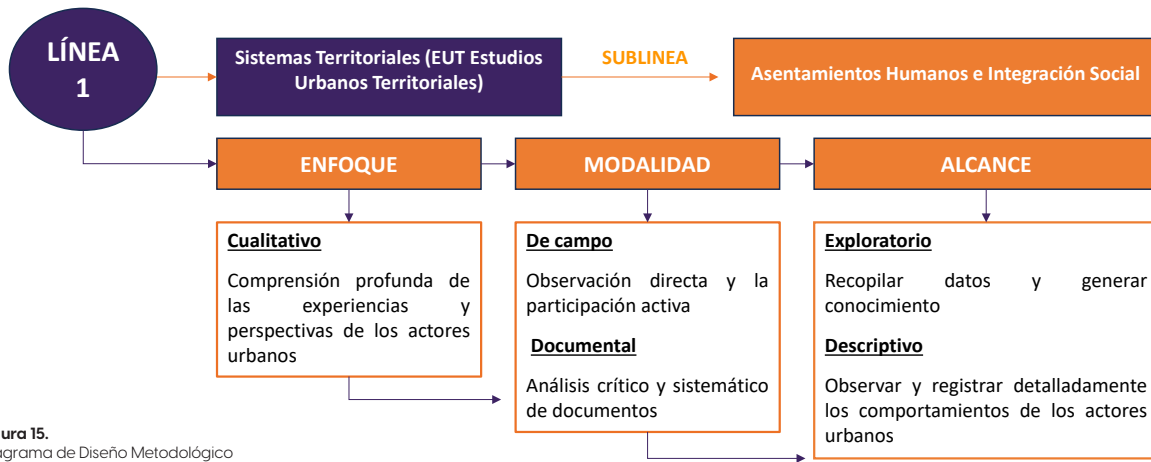 LÍNEA
1
Sistemas Territoriales (EUT Estudios
Urbanos Territoriales)
SUBLINEA
Asentamientos Humanos e Integración Social
ENFOQUE
MODALIDAD
ALCANCE
Cualitativo
Comprensión profunda de
las experiencias y
perspectivas de los actores
urbanos
De campo
Observación directa y la
participación activa
Documental
Análisis crítico y sistemático
de documentos
Exploratorio
Recopilar datos y generar
conocimiento
Descriptivo
Observar y registrar detalladamente
los comportamientos de los actores
urbanos
ura 15.
agrama de Diseño Metodológico